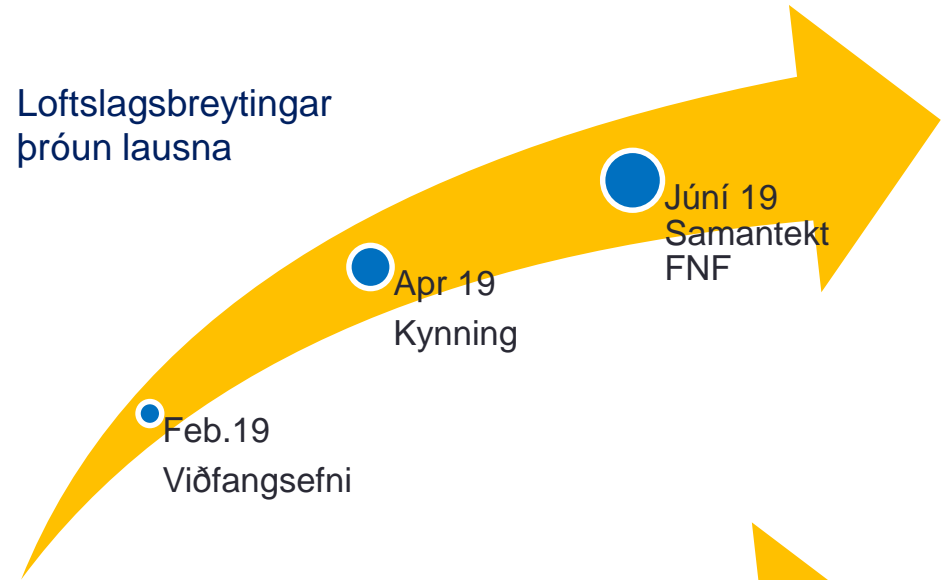 Loftslagsbreytingar
þróun lausna
Júní 19
Samantekt
FNF
Apr 19
Kynning
Feb.19
Viðfangsefni